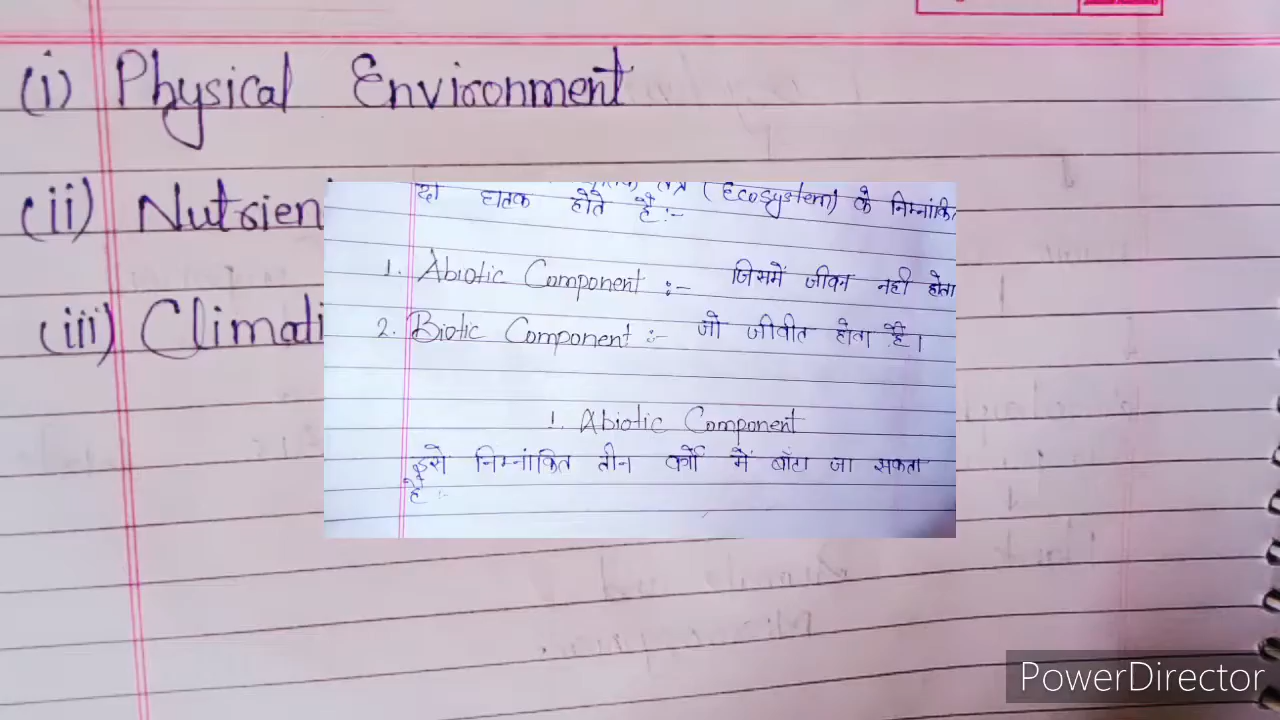 (i) Physical Environment
(ii) Nutrien
(iii) Climati
(Ecosystem) के निम्नांकि
दो घातक होते है :-
1. Abiotic Component :- जिसमें जीवन नही होता
2. Biotic Component :- जो जीवीत होता है।
1. Abiotic Component
इसे निम्नांकित तीन वर्गो में बाँटा जा सकता
है :-
PowerDirector